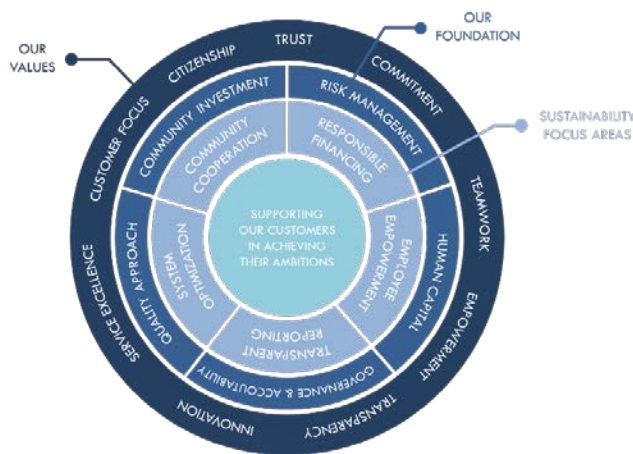 OUR
VALUES
OUR
FOUNDATION
SUSTAINABILITY
FOCUS AREAS
TRUST
COMMITMENT
TEAMWORK
EMPOWERMENT
TRANSPARENCY
INNOVATION
SERVICE EXCELLENCE
CUSTOMER FOCUS
CITIZENSHIP
RISK MANAGEMENT
HUMAN CAPITAL
GOVERNANCE & ACCOUTABILITY
QUALITY APPROACH
COMMUNITY INVESTMENT
RESPONSIBLE
FINANCING
EMPLOYEE
EMPOWERMENT
TRANSPARENT
REPORTING
SYSTEM
OPTIMIZATION
COMMUNITY
COOPERATION
SUPPORTING
OUR CUSTOMERS
IN ACHIEVING
THEIR AMBITIONS